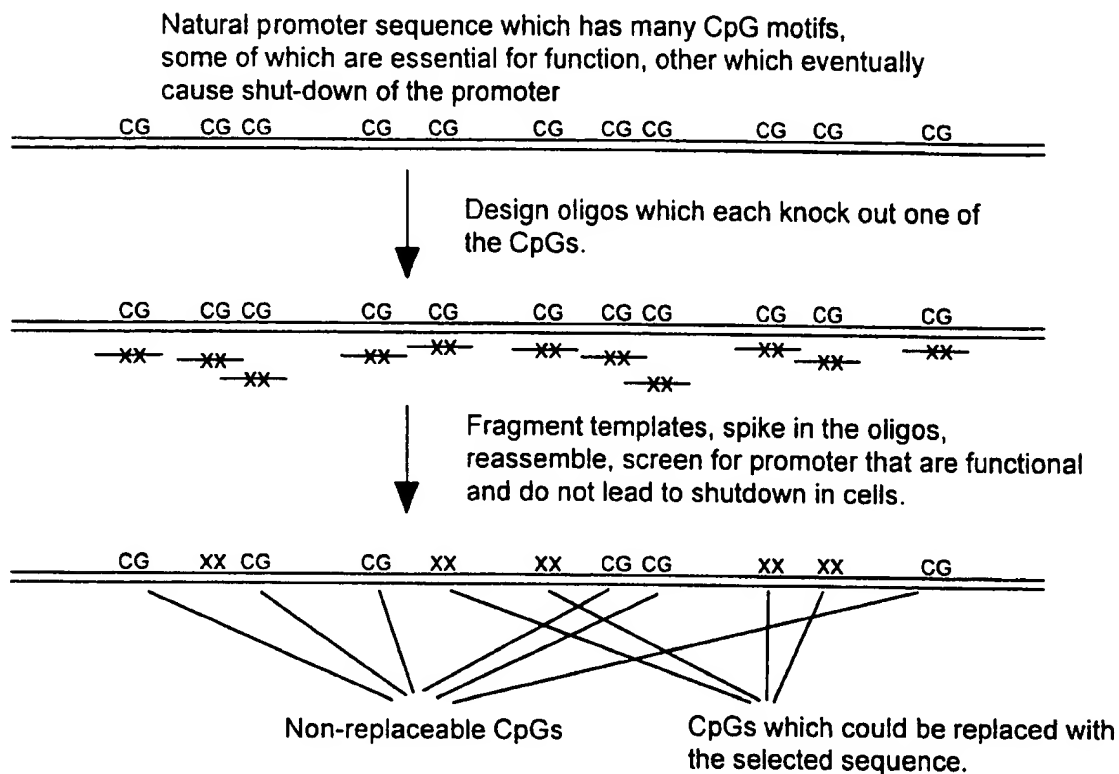 Natural promoter sequence which has many CpG motifs,
some of which are essential for function, other which eventually
cause shut-down of the promoter
CG CG CG CG CG CG CG CG CG CG CG
Design oligos which each knock out one of
the CpGs.
CG CG CG CG CG CG CG CG CG CG CG
XX XX XX XX XX XX XX XX XX XX XX
Fragment templates, spike in the oligos,
reassemble, screen for promoter that are functional
and do not lead to shutdown in cells.
CG XX CG CG XX XX CG CG XX XX CG
Non-replaceable CpGs
CpGs which could be replaced with
the selected sequence.